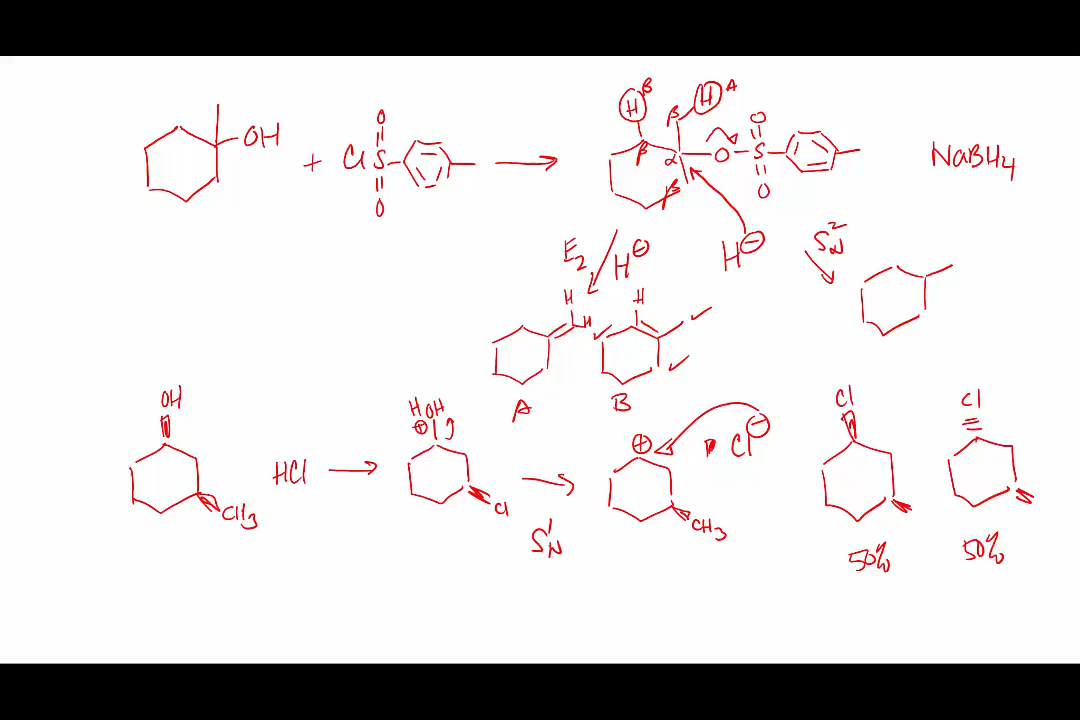 OH + Cl S O O
H β H A β β α β O S O O NaBH4
E2 H⊖ H⊖ SN2
H H H
A B
OH CH3 HCl
H OH ⊕ Cl
SN1
⊕ CH3 Cl⊖
Cl 50%
Cl 50%